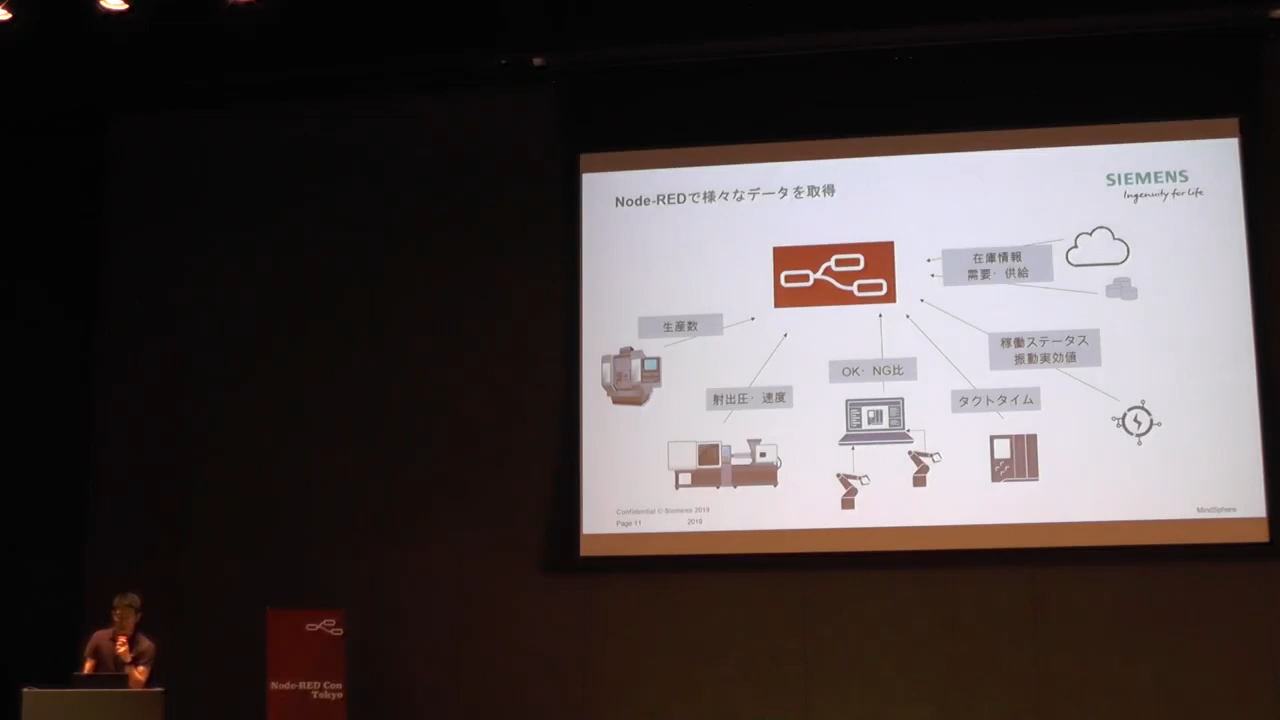 Node-REDで様々なデータを取得
SIEMENS
Ingenuity for life
在庫情報
需要・供給
生産数
稼働ステータス
振動実効値
OK・NG比
射出圧・速度
タクトタイム
Confidential © Siemens 2019
Page 11
2019
MindSphere
Node-RED Con
Tokyo